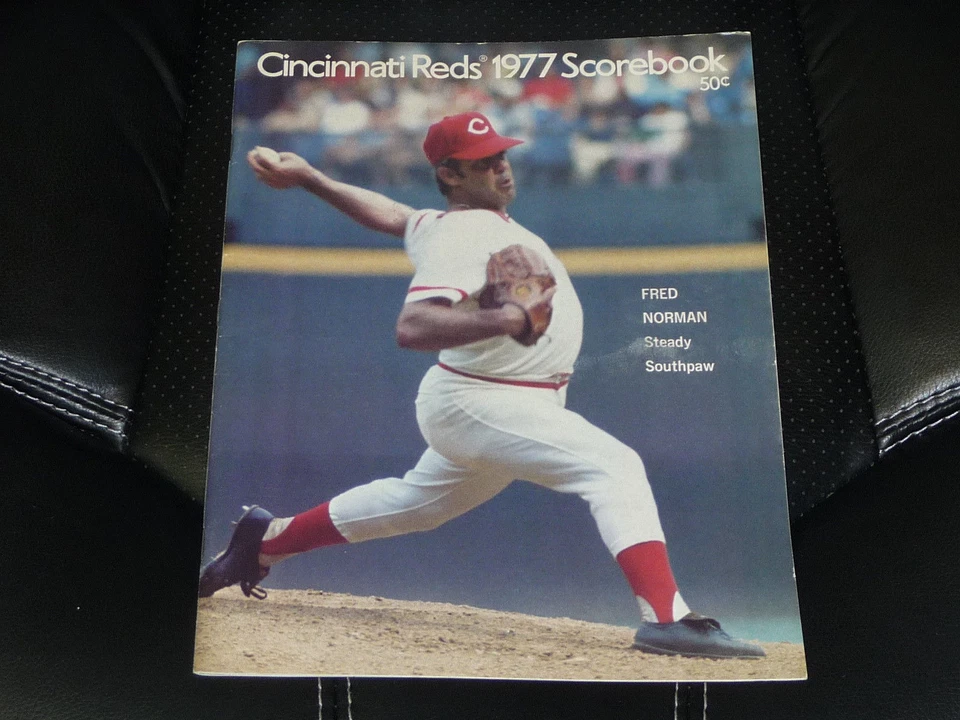 Cincinnati Reds® 1977 Scorebook
50¢
C
FRED
NORMAN
Steady
Southpaw